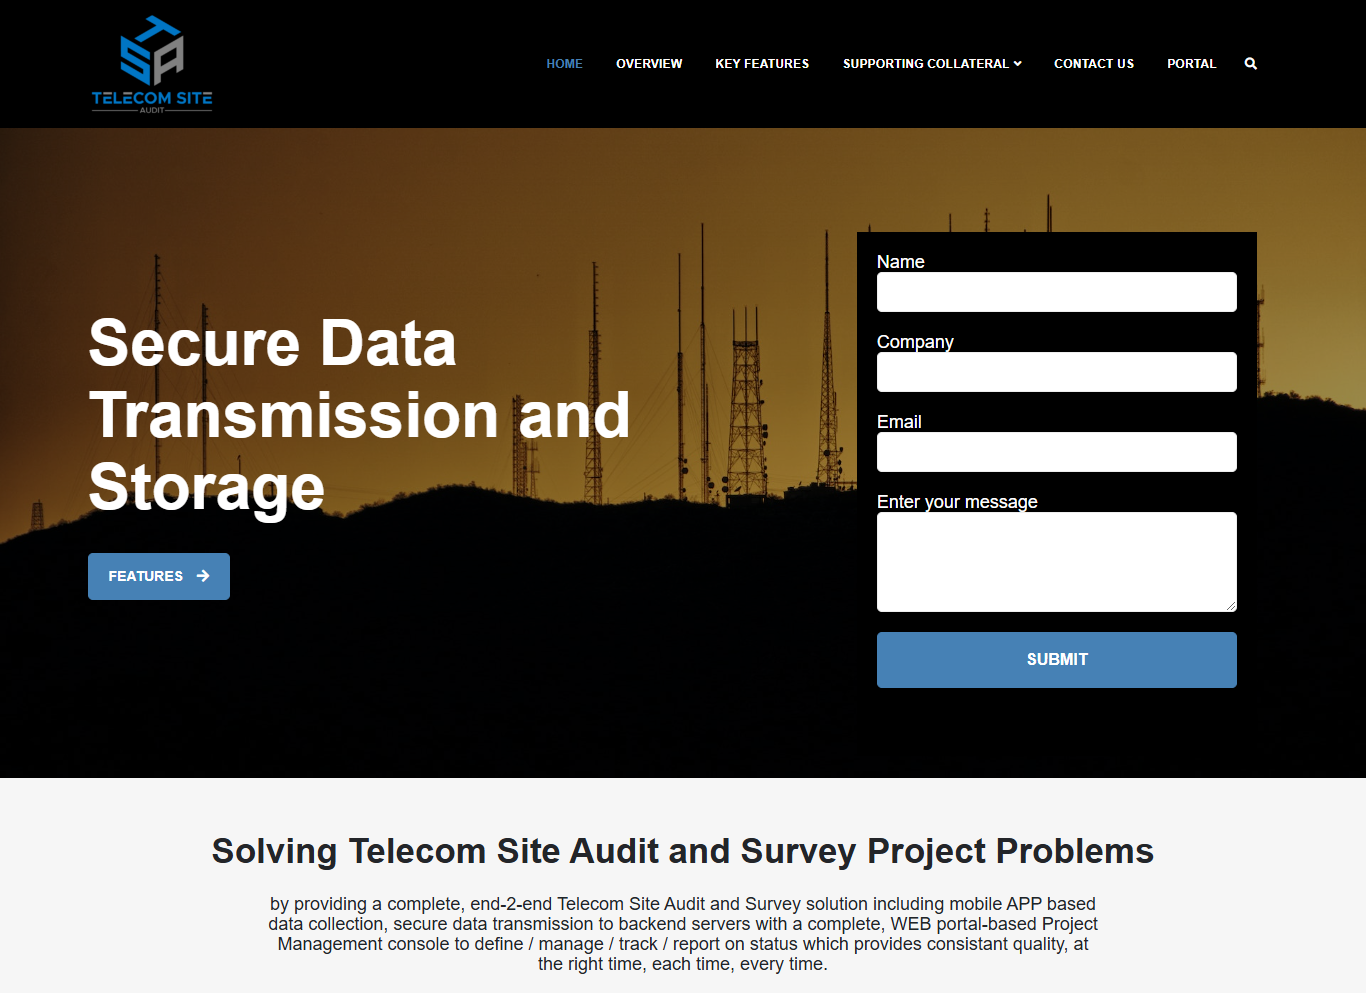 TELECOM SITE
AUDIT
HOME
OVERVIEW
KEY FEATURES
SUPPORTING COLLATERAL
CONTACT US
PORTAL
Secure Data
Transmission and
Storage
FEATURES
Name
Company
Email
Enter your message
SUBMIT
Solving Telecom Site Audit and Survey Project Problems
by providing a complete, end-2-end Telecom Site Audit and Survey solution including mobile APP based
data collection, secure data transmission to backend servers with a complete, WEB portal-based Project
Management console to define / manage / track / report on status which provides consistant quality, at
the right time, each time, every time.